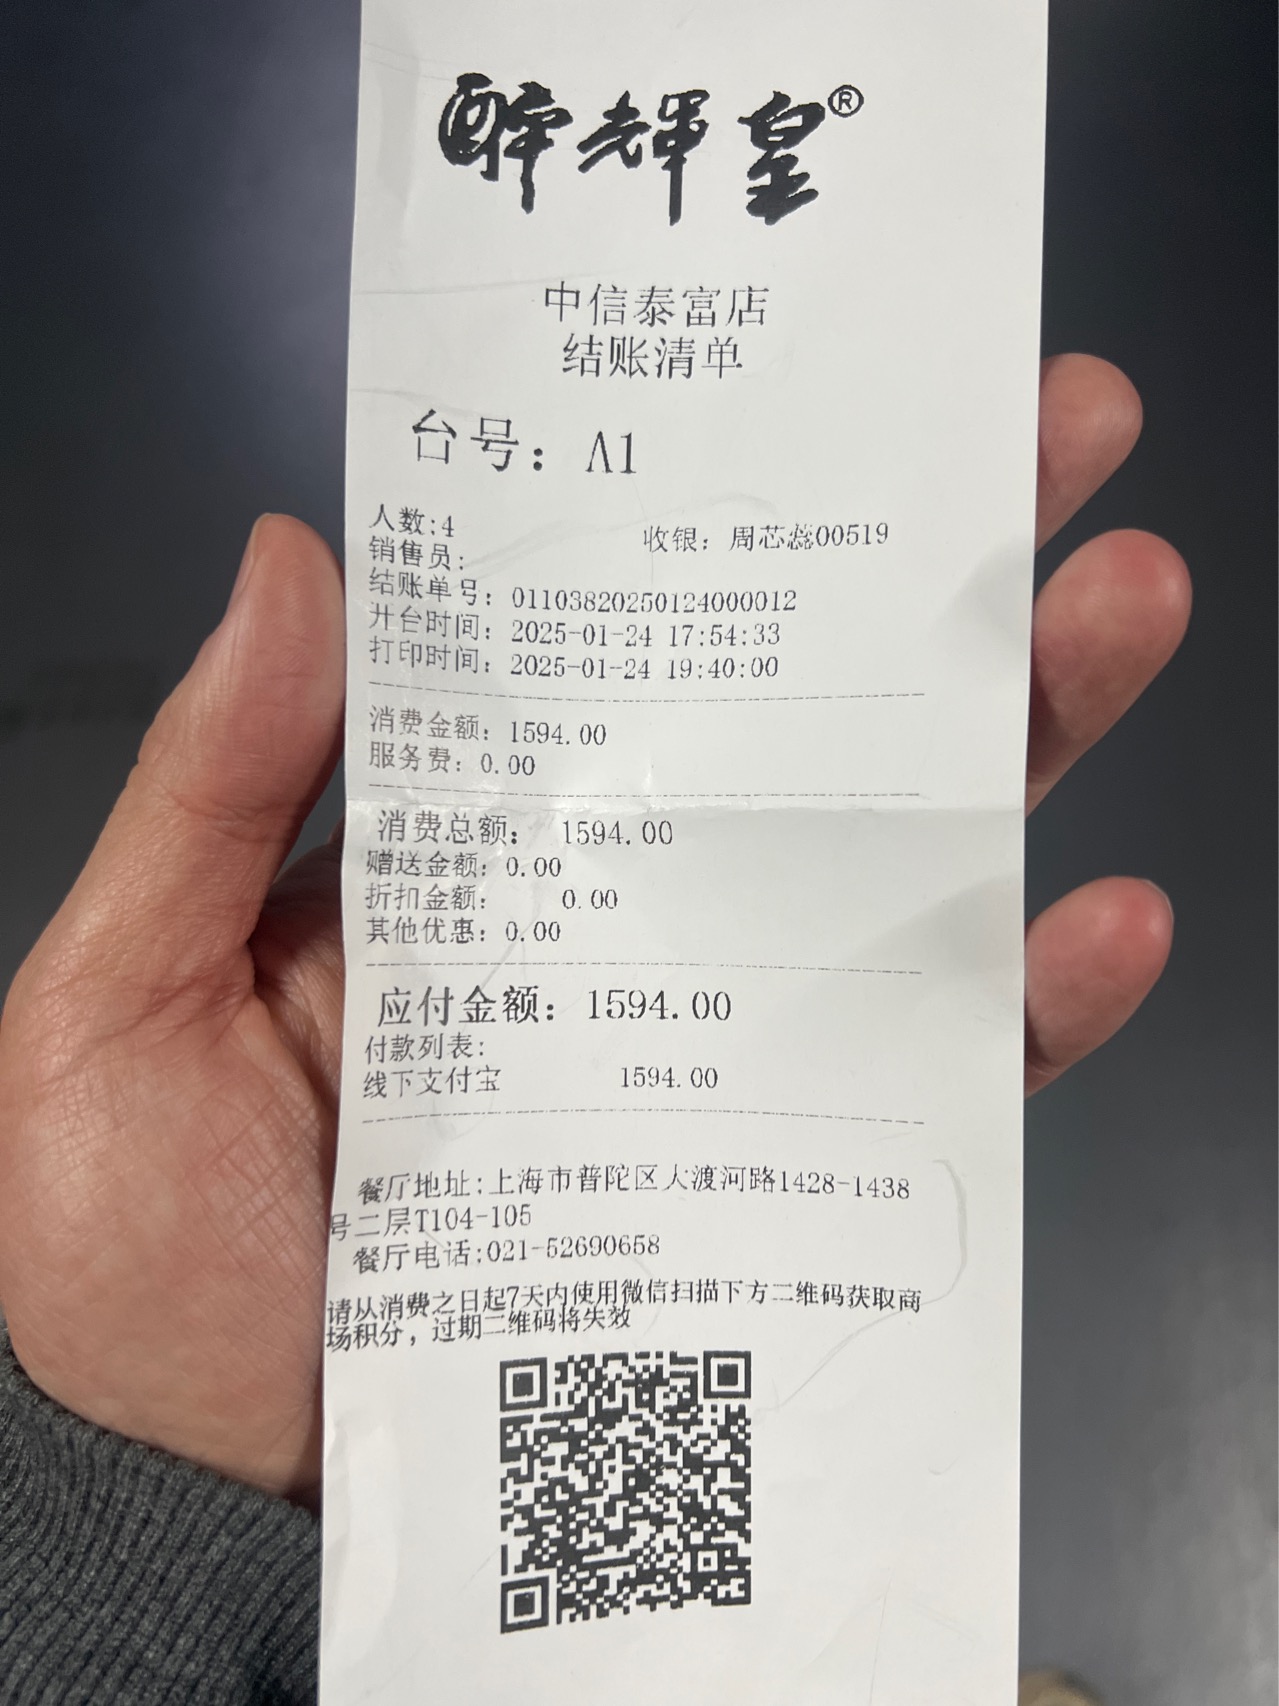 醉輝皇®
中信泰富店
结账清单
台号：A1
人数:4
收银：周芯蕊00519
销售员:
结账单号：01103820250124000012
开台时间：2025-01-24 17:54:33
打印时间：2025-01-24 19:40:00
消费金额：1594.00
服务费：0.00
消费总额：1594.00
赠送金额：0.00
折扣金额：0.00
其他优惠：0.00
应付金额：1594.00
付款列表：
线下支付宝 1594.00
餐厅地址:上海市普陀区大渡河路1428-1438
号二层T104-105
餐厅电话:021-52690658
请从消费之日起7天内使用微信扫描下方二维码获取商
场积分，过期二维码将失效